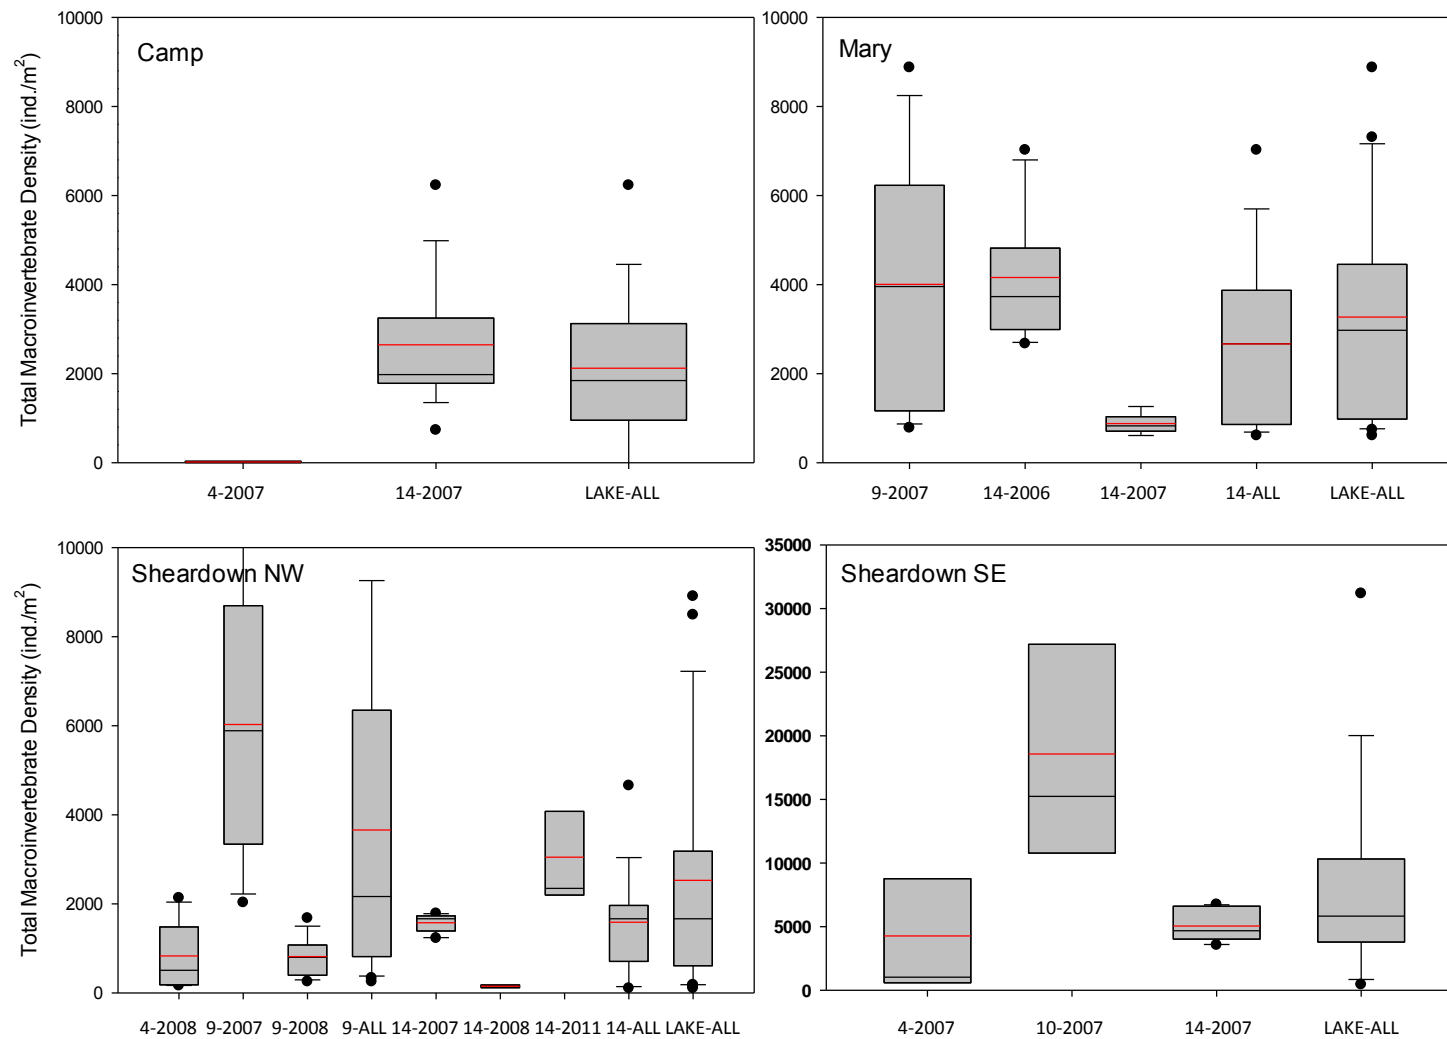 Camp
Total Macroinvertebrate Density (ind./m²)
10000
8000
6000
4000
2000
0
4-2007 14-2007 LAKE-ALL
Mary
10000
8000
6000
4000
2000
0
9-2007 14-2006 14-2007 14-ALL LAKE-ALL
Sheardown NW
Total Macroinvertebrate Density (ind./m²)
10000
8000
6000
4000
2000
0
4-2008 9-2007 9-2008 9-ALL 14-2007 14-2008 14-2011 14-ALL LAKE-ALL
Sheardown SE
35000
30000
25000
20000
15000
10000
5000
0
4-2007 10-2007 14-2007 LAKE-ALL